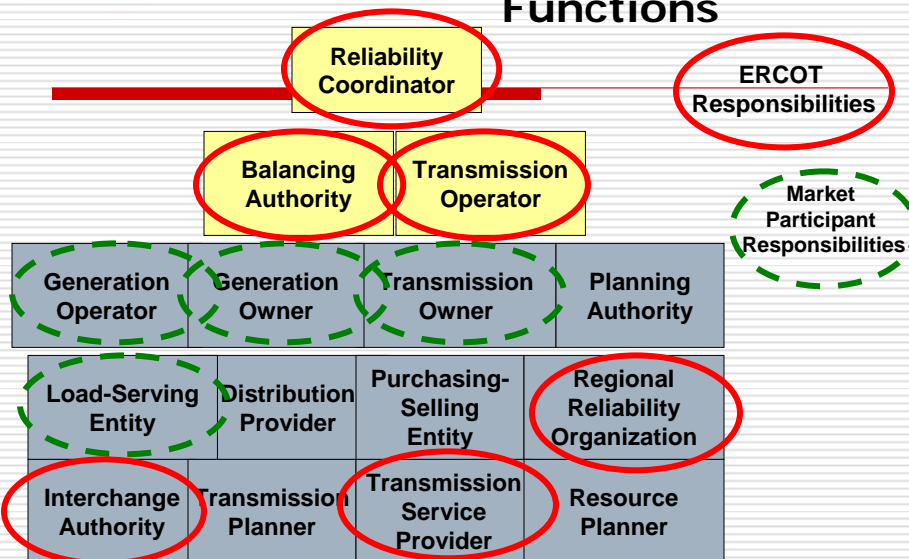 Functions
Reliability
Coordinator
ERCOT
Responsibilities
Balancing
Authority
Transmission
Operator
Market
Participant
Responsibilities
Generation
Operator
Generation
Owner
Transmission
Owner
Planning
Authority
Load-Serving
Entity
Distribution
Provider
Purchasing-
Selling
Entity
Regional
Reliability
Organization
Interchange
Authority
Transmission
Planner
Transmission
Service
Provider
Resource
Planner